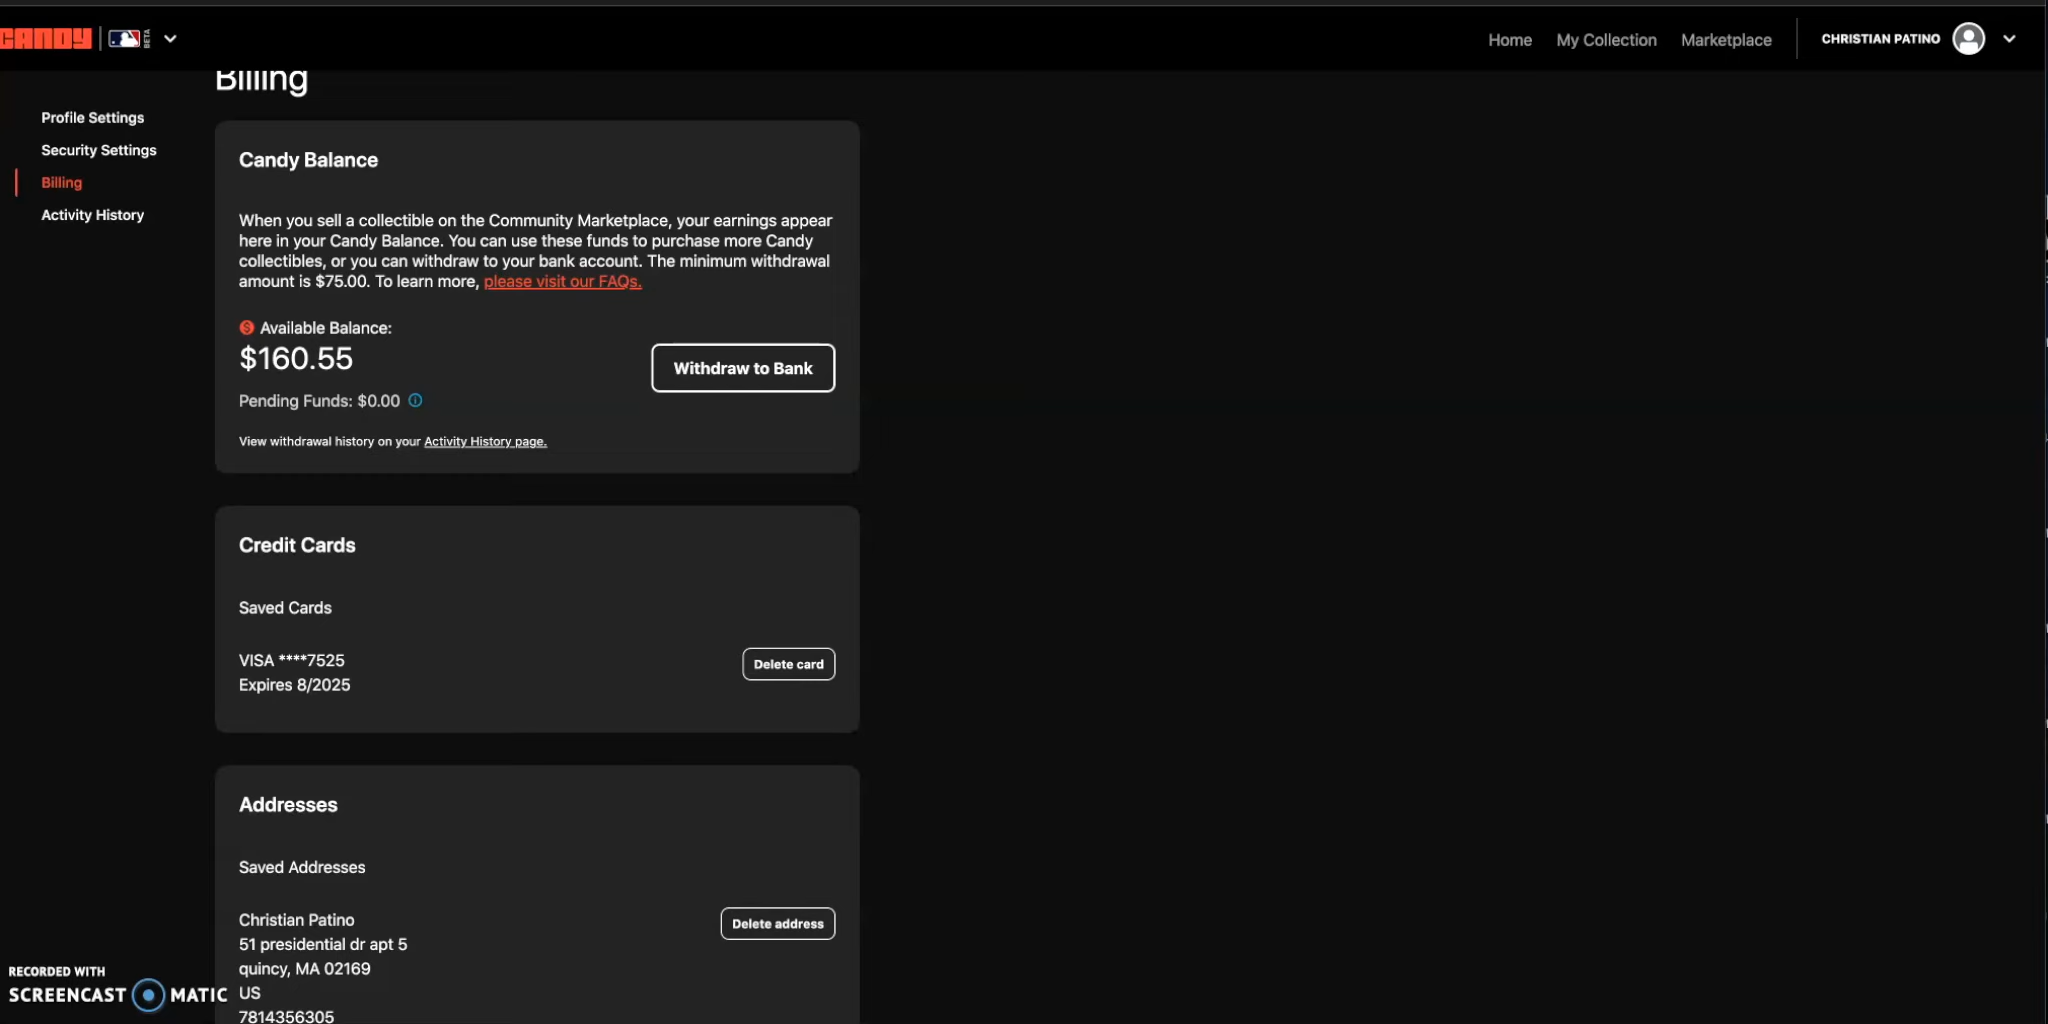 CANDY BETA
Home My Collection Marketplace CHRISTIAN PATINO
Billing
Profile Settings
Security Settings
Billing
Activity History
Candy Balance
When you sell a collectible on the Community Marketplace, your earnings appear
here in your Candy Balance. You can use these funds to purchase more Candy
collectibles, or you can withdraw to your bank account. The minimum withdrawal
amount is $75.00. To learn more, please visit our FAQs.
Available Balance:
$160.55
Withdraw to Bank
Pending Funds: $0.00
View withdrawal history on your Activity History page.
Credit Cards
Saved Cards
VISA ****7525
Expires 8/2025
Delete card
Addresses
Saved Addresses
Christian Patino
51 presidential dr apt 5
quincy, MA 02169
US
7814356305
Delete address
RECORDED WITH
SCREENCAST MATIC